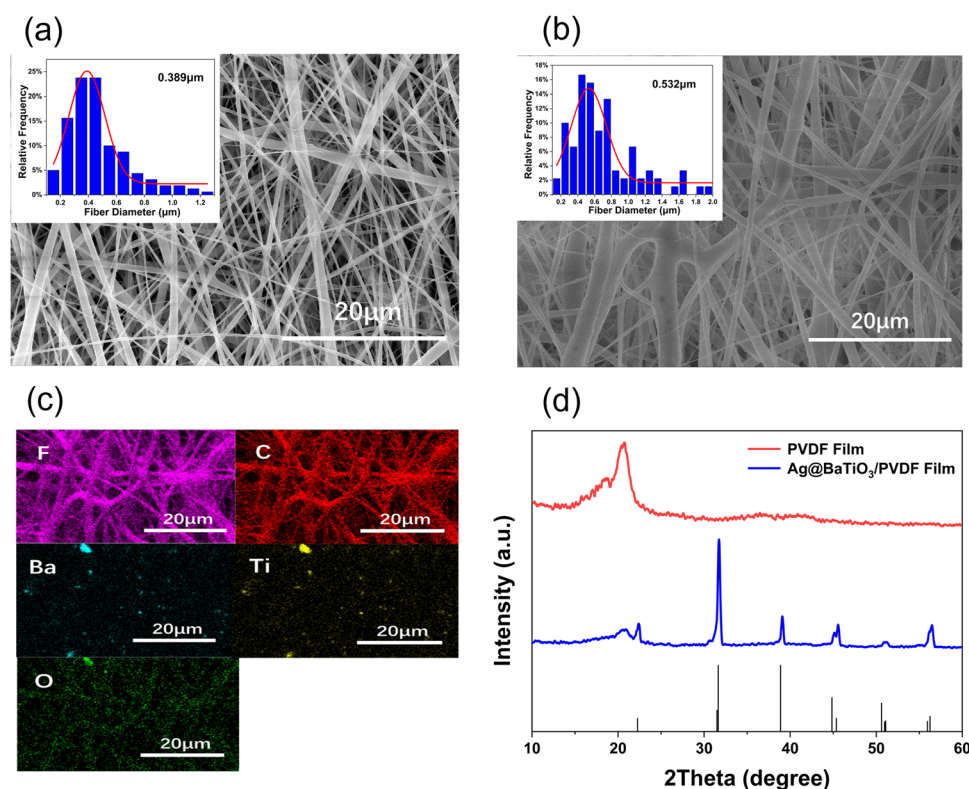 (a)
0.389μm
Relative Frequency
25%
20%
15%
10%
5%
0%
0.2 0.4 0.6 0.8 1.0 1.2
Fiber Diameter (μm)
20μm
(b)
0.532μm
Relative Frequency
18%
16%
14%
12%
10%
8%
6%
4%
2%
0%
0.2 0.4 0.6 0.8 1.0 1.2 1.4 1.6 1.8 2.0
Fiber Diameter (μm)
20μm
(c)
F
20μm
C
20μm
Ba
20μm
Ti
20μm
O
20μm
(d)
PVDF Film
Ag@BaTiO₃/PVDF Film
Intensity (a.u.)
10 20 30 40 50 60
2Theta (degree)